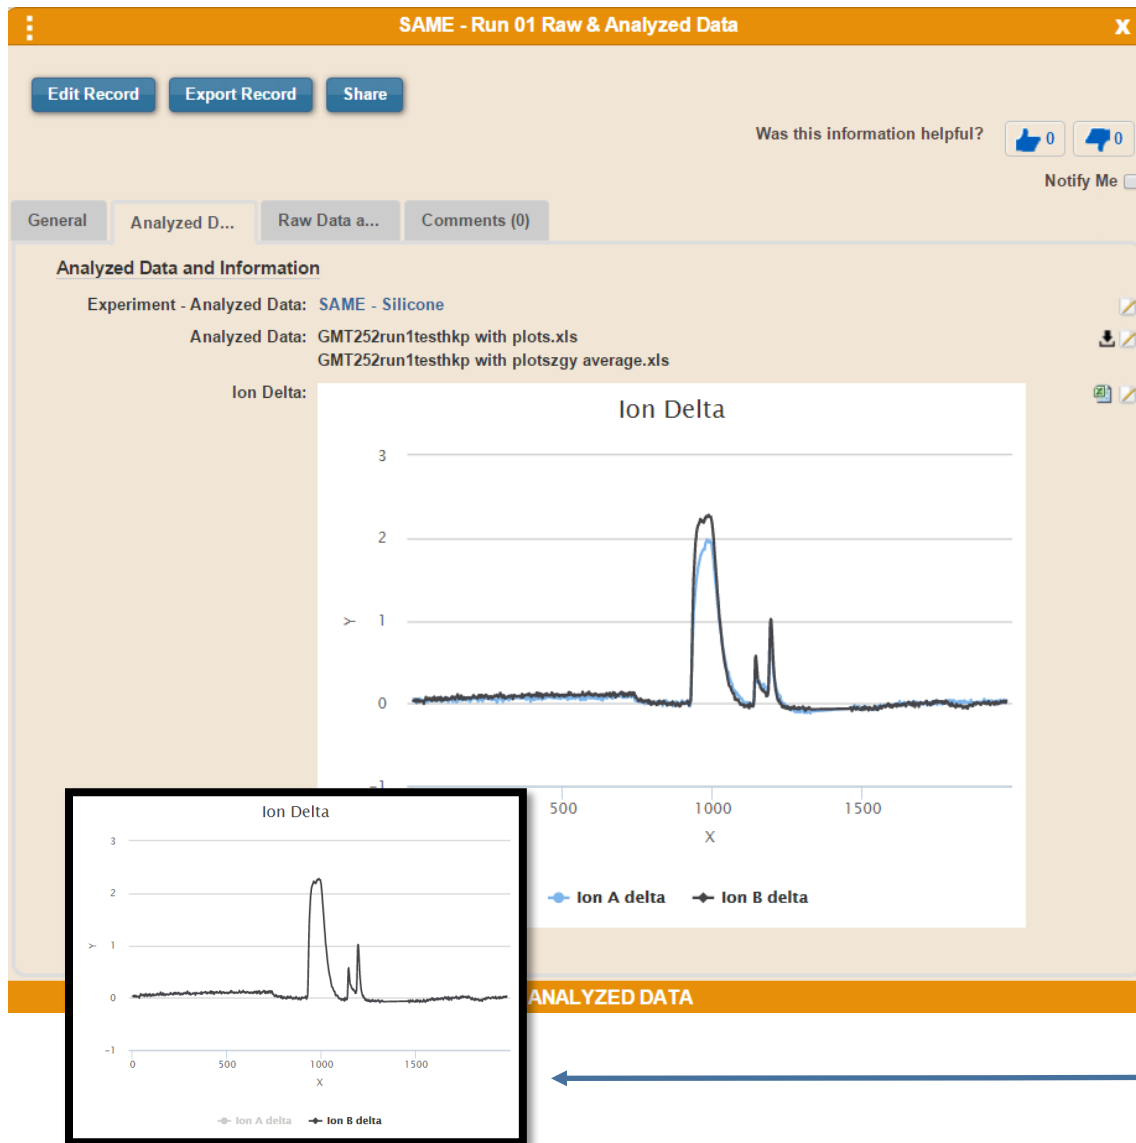 SAME - Run 01 Raw & Analyzed Data X
Edit Record Export Record Share
Was this information helpful? 0 0
Notify Me
General Analyzed D... Raw Data a... Comments (0)
Analyzed Data and Information
Experiment - Analyzed Data: SAME - Silicone
Analyzed Data: GMT252run1testhkp with plots.xls
GMT252run1testhkp with plotszgy average.xls
Ion Delta:
Ion Delta
3
2
Y 1
0
-1
500 1000 1500
X
Ion A delta Ion B delta
ANALYZED DATA
Ion Delta
3
2
Y 1
0
-1
0 500 1000 1500
X
Ion A delta Ion B delta